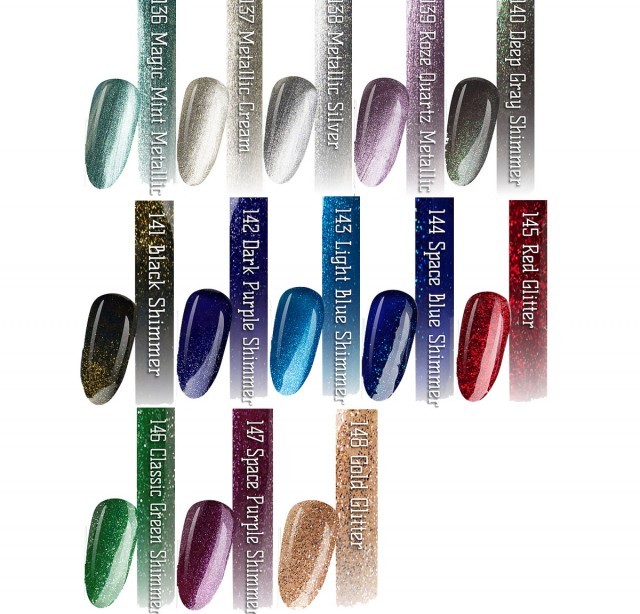 136 Magic Mint Metallic
137 Metallic Cream
138 Metallic Silver
139 Roze Quartz Metallic
140 Deep Gray Shimmer
141 Black Shimmer
142 Dark Purple Shimmer
143 Light Blue Shimmer
144 Space Blue Shimmer
145 Red Glitter
146 Classic Green Shimmer
147 Space Purple Shimmer
148 Gold Glitter